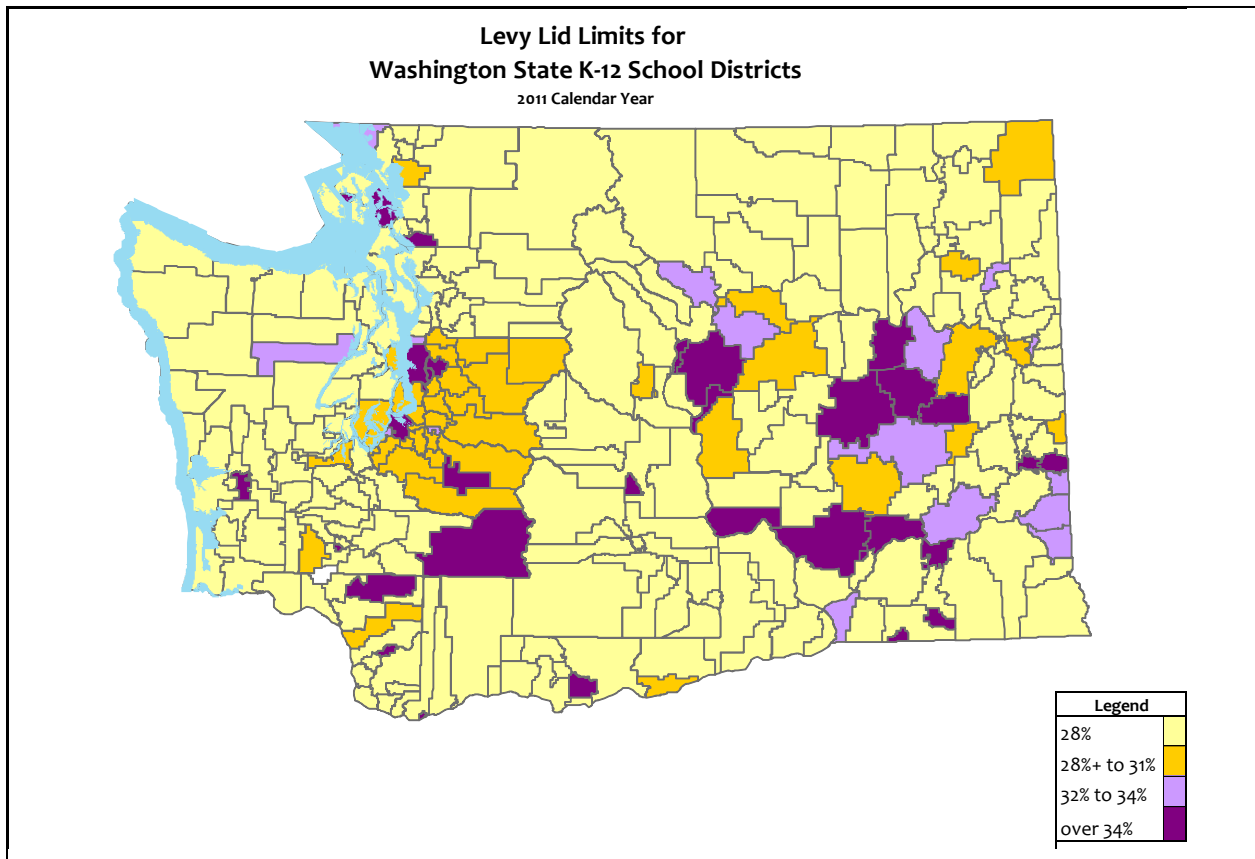 Levy Lid Limits for
Washington State K-12 School Districts
2011 Calendar Year
Legend
28%
28%+ to 31%
32% to 34%
over 34%